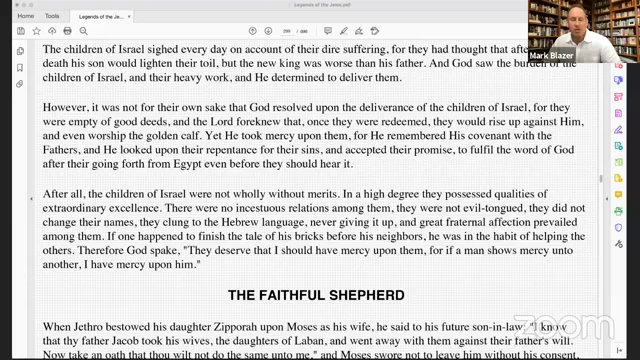 Legends of the Jews.pdf
Home Tools Legends of the Je... ×
The children of Israel sighed every day on account of their dire suffering, for they had thought that after
death his son would lighten their toil, but the new king was worse than his father. And God saw the burden of the
children of Israel, and their heavy work, and He determined to deliver them.
However, it was not for their own sake that God resolved upon the deliverance of the children of Israel, for they
were empty of good deeds, and the Lord foreknew that, once they were redeemed, they would rise up against Him,
and even worship the golden calf. Yet He took mercy upon them, for He remembered His covenant with the
Fathers, and He looked upon their repentance for their sins, and accepted their promise, to fulfil the word of God
after their going forth from Egypt even before they should hear it.
After all, the children of Israel were not wholly without merits. In a high degree they possessed qualities of
extraordinary excellence. There were no incestuous relations among them, they were not evil-tongued, they did not
change their names, they clung to the Hebrew language, never giving it up, and great fraternal affection prevailed
among them. If one happened to finish the tale of his bricks before his neighbors, he was in the habit of helping the
others. Therefore God spake, "They deserve that I should have mercy upon them, for if a man shows mercy unto
another, I have mercy upon him."
THE FAITHFUL SHEPHERD
When Jethro bestowed his daughter Zipporah upon Moses as his wife, he said to his future son-in-law: "I know
that thy father Jacob took his wives, the daughters of Laban, and went away with them against their father's will.
Now take an oath that thou wilt not do the same unto me," and Moses swore not to leave him without his consent,
Mark Blazer
zoom